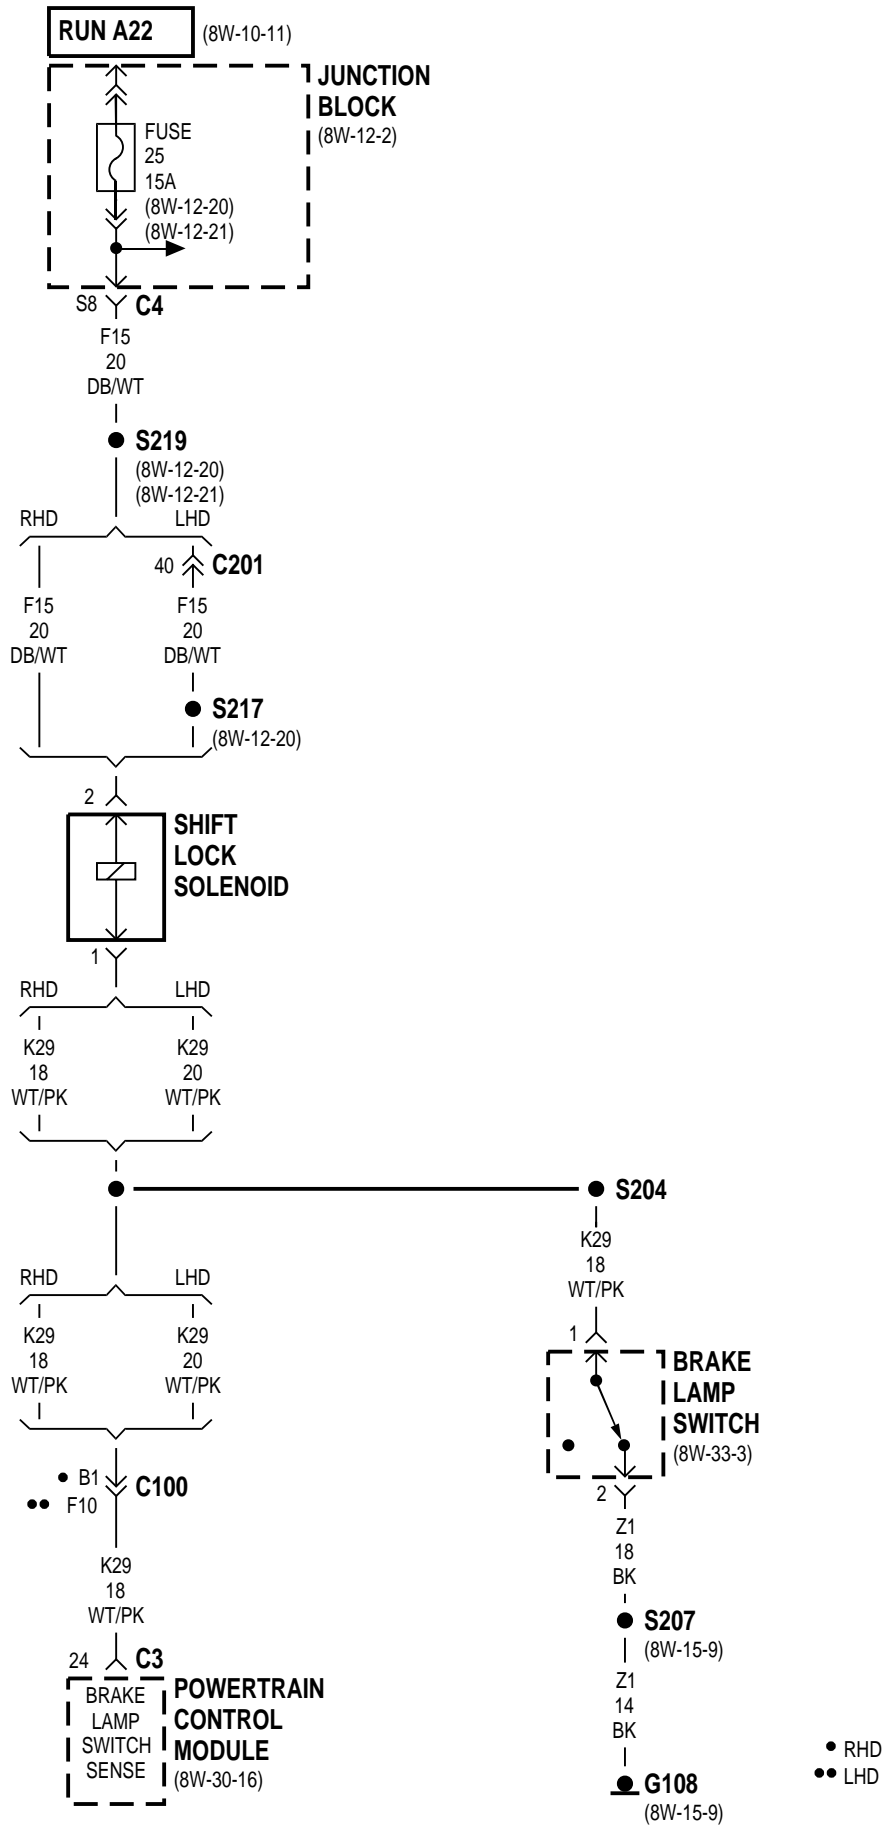 RUN A22 (8W-10-11)
JUNCTION
BLOCK
(8W-12-2)
FUSE
25
15A
(8W-12-20)
(8W-12-21)
S8 C4
F15
20
DB/WT
S219
(8W-12-20)
(8W-12-21)
RHD LHD
40 C201
F15 F15
20 20
DB/WT DB/WT
S217
(8W-12-20)
2
SHIFT
LOCK
SOLENOID
1
RHD LHD
K29 K29
18 20
WT/PK WT/PK
S204
K29
18
WT/PK
RHD LHD
K29 K29
18 20
WT/PK WT/PK
1
BRAKE
LAMP
SWITCH
(8W-33-3)
2
• B1 C100
•• F10
Z1
18
BK
K29
18
WT/PK
S207
(8W-15-9)
24 C3
BRAKE
LAMP
SWITCH
SENSE
POWERTRAIN
CONTROL
MODULE
(8W-30-16)
Z1
14
BK
G108
(8W-15-9)
• RHD
•• LHD